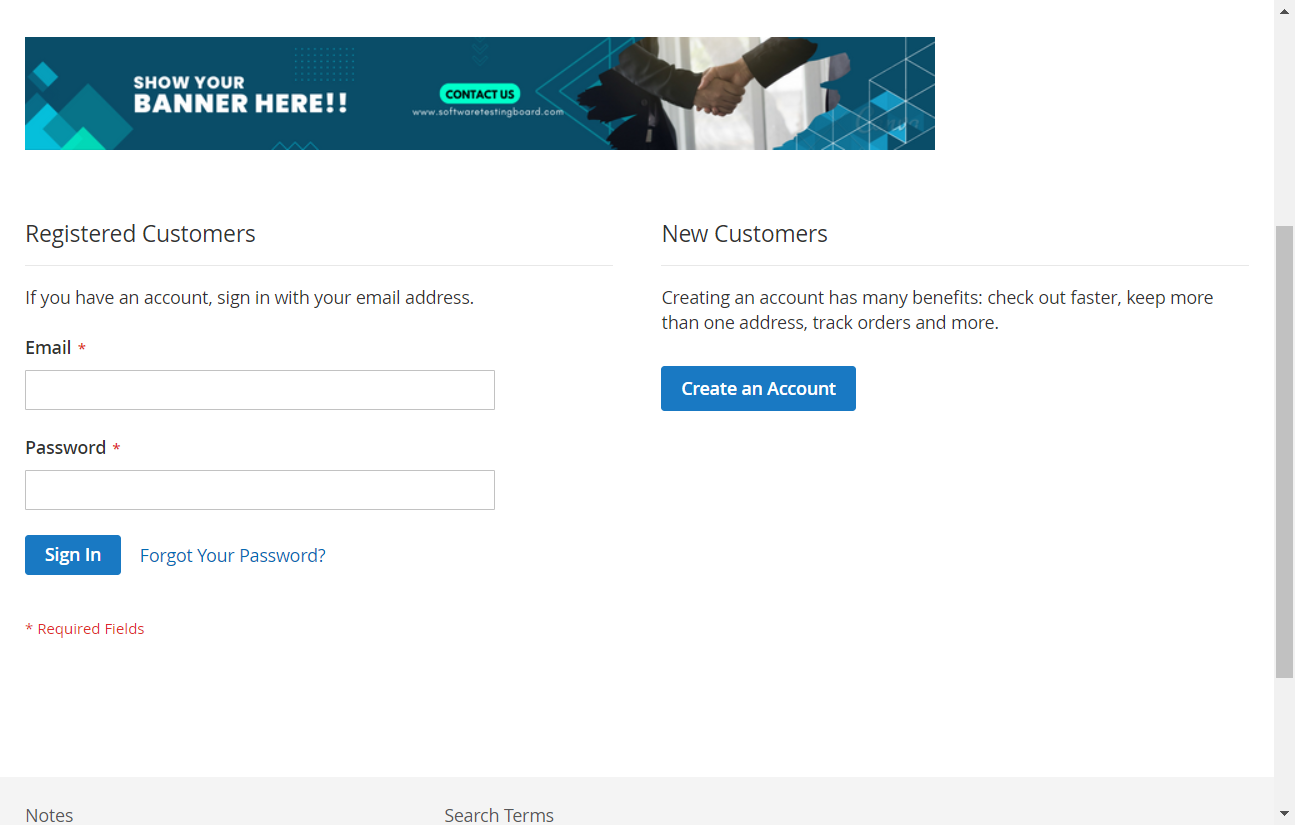 SHOW YOUR
BANNER HERE!!
CONTACT US
www.softwaretestingboard.com
Registered Customers
If you have an account, sign in with your email address.
Email *
Password *
Sign In
Forgot Your Password?
* Required Fields
New Customers
Creating an account has many benefits: check out faster, keep more
than one address, track orders and more.
Create an Account
Notes
Search Terms